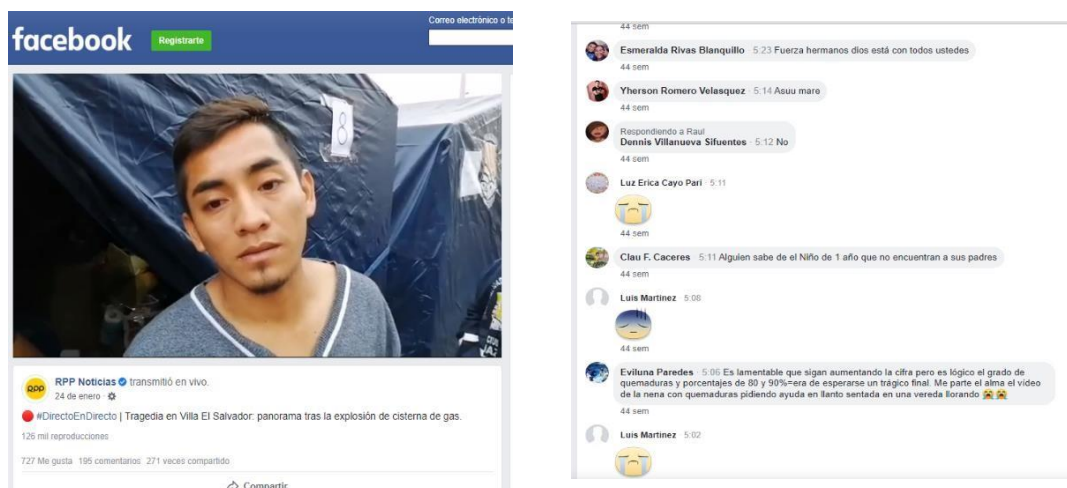 Correo electrónico o te
facebook
Registrarte
8
RPP Noticias transmitió en vivo.
24 de enero ·
#DirectoEnDirecto | Tragedia en Villa El Salvador: panorama tras la explosión de cisterna de gas.
126 mil reproducciones
727 Me gusta 195 comentarios 271 veces compartido
Compartir
44 sem
Esmeralda Rivas Blanquillo · 5:23 Fuerza hermanos dios está con todos ustedes
44 sem
Yherson Romero Velasquez · 5:14 Asuu mare
44 sem
Respondiendo a Raul
Dennis Villanueva Sifuentes · 5:12 No
44 sem
Luz Erica Cayo Pari · 5:11
44 sem
Clau F. Caceres · 5:11 Alguien sabe de el Niño de 1 año que no encuentran a sus padres
44 sem
Luis Martinez · 5:08
44 sem
Eviluna Paredes · 5:06 Es lamentable que sigan aumentando la cifra pero es lógico el grado de
quemaduras y porcentajes de 80 y 90%=era de esperarse un trágico final. Me parte el alma el vídeo
de la nena con quemaduras pidiendo ayuda en llanto sentada en una vereda llorando
44 sem
Luis Martinez · 5:02